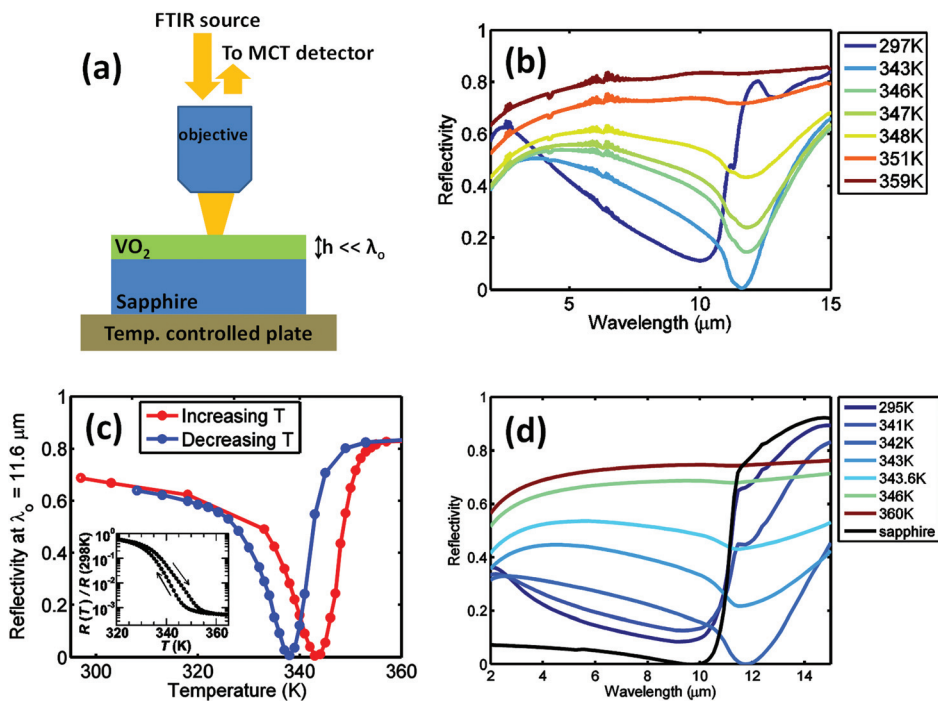 (a)
FTIR source
To MCT detector
objective
VO₂
h << λₒ
Sapphire
Temp. controlled plate
(b)
Reflectivity
1
0.8
0.6
0.4
0.2
0
5
10
15
Wavelength (μm)
297K
343K
346K
347K
348K
351K
359K
(c)
Reflectivity at λₒ = 11.6 μm
1
0.8
0.6
0.4
0.2
0
300
320
340
360
Temperature (K)
Increasing T
Decreasing T
R (T) / R (298K)
10⁰
10⁻¹
10⁻²
10⁻³
320
340
360
T (K)
(d)
Reflectivity
1
0.8
0.6
0.4
0.2
0
2
4
6
8
10
12
14
Wavelength (μm)
295K
341K
342K
343K
343.6K
346K
360K
sapphire